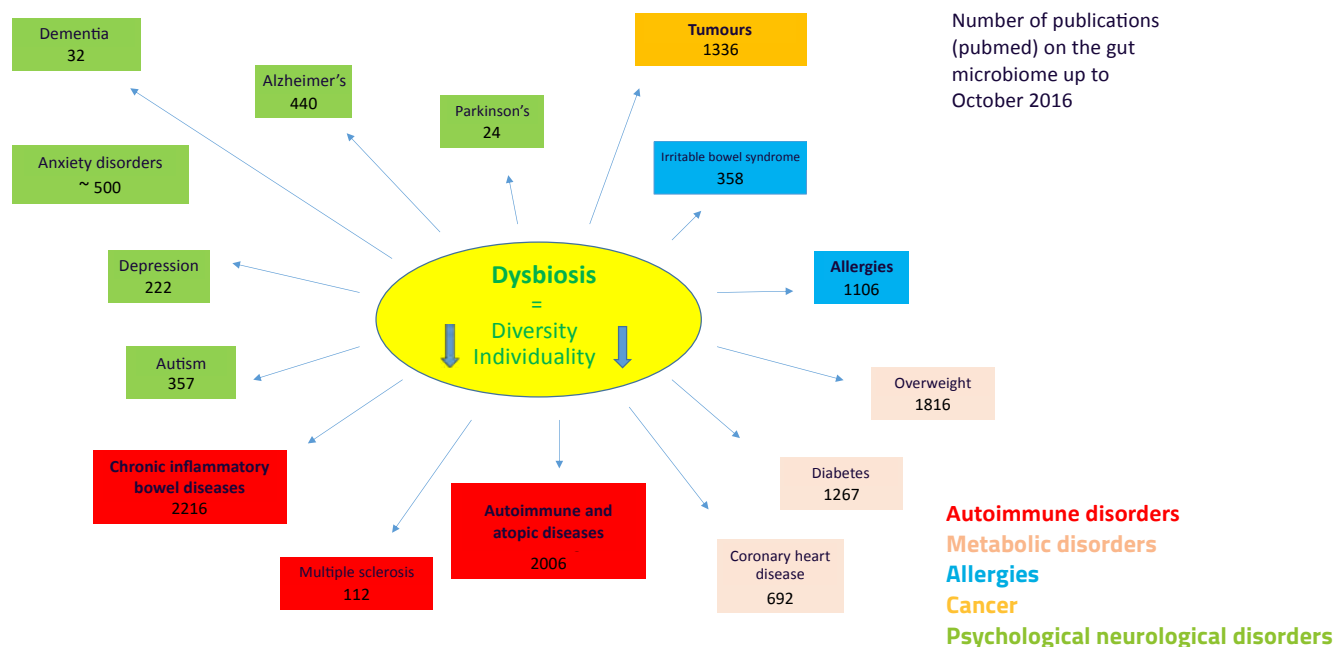 Dementia
32
Alzheimer's
440
Parkinson's
24
Tumours
1336
Number of publications
(pubmed) on the gut
microbiome up to
October 2016
Anxiety disorders
~ 500
Irritable bowel syndrome
358
Depression
222
Dysbiosis
=
Diversity
Individuality
Allergies
1106
Autism
357
Overweight
1816
Chronic inflammatory
bowel diseases
2216
Autoimmune and
atopic diseases
2006
Diabetes
1267
Multiple sclerosis
112
Coronary heart
disease
692
Autoimmune disorders
Metabolic disorders
Allergies
Cancer
Psychological neurological disorders